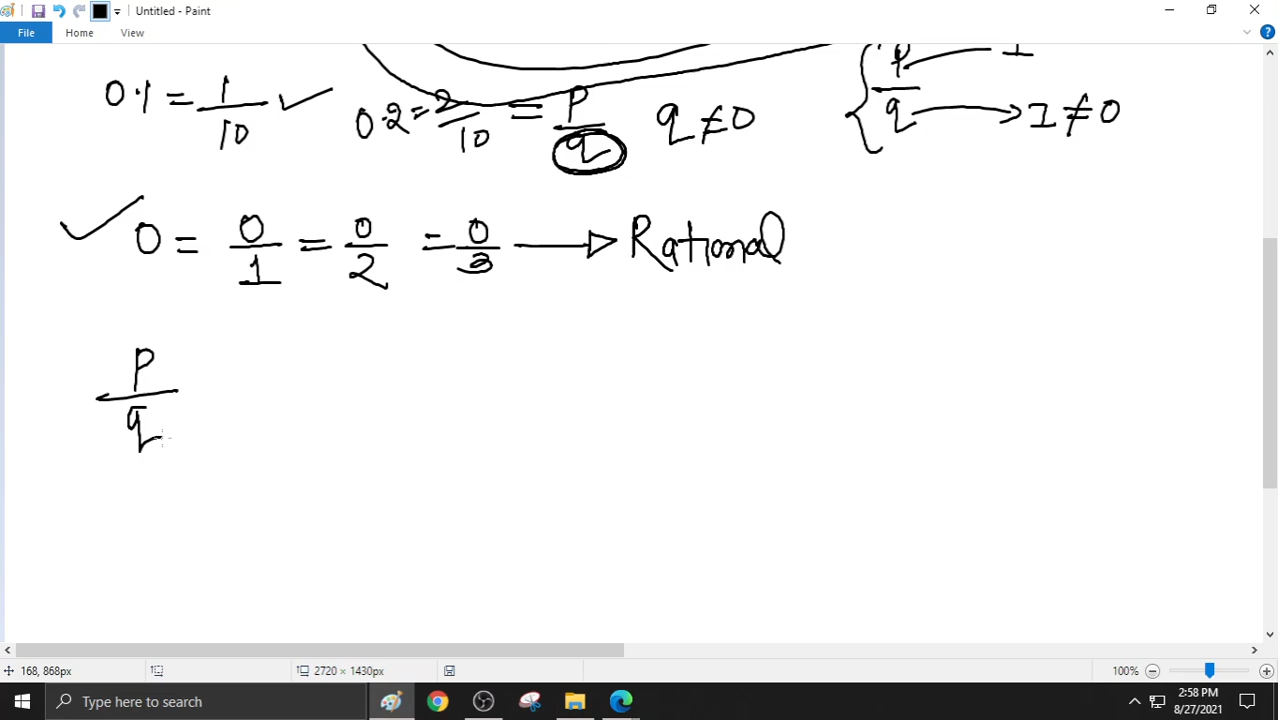 Untitled - Paint
File Home View
0.1 = 1/10 ✓ 0.2 = 2/10 = P/q q ≠ 0
P/q → I ≠ 0
✓ 0 = 0/1 = 0/2 = 0/3 → Rational
P/q
168, 868px 2720 × 1430px 100%
Type here to search
2:58 PM
8/27/2021